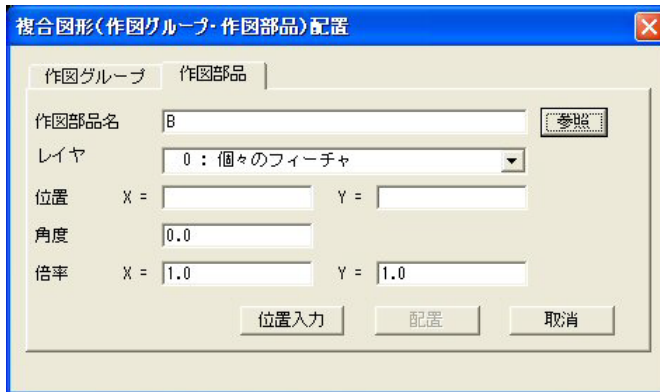 複合図形(作図グループ・作図部品)配置
作図グループ 作図部品
作図部品名 B 参照
レイヤ 0 : 個々のフィーチャ
位置 X = Y =
角度 0.0
倍率 X = 1.0 Y = 1.0
位置入力 配置 取消